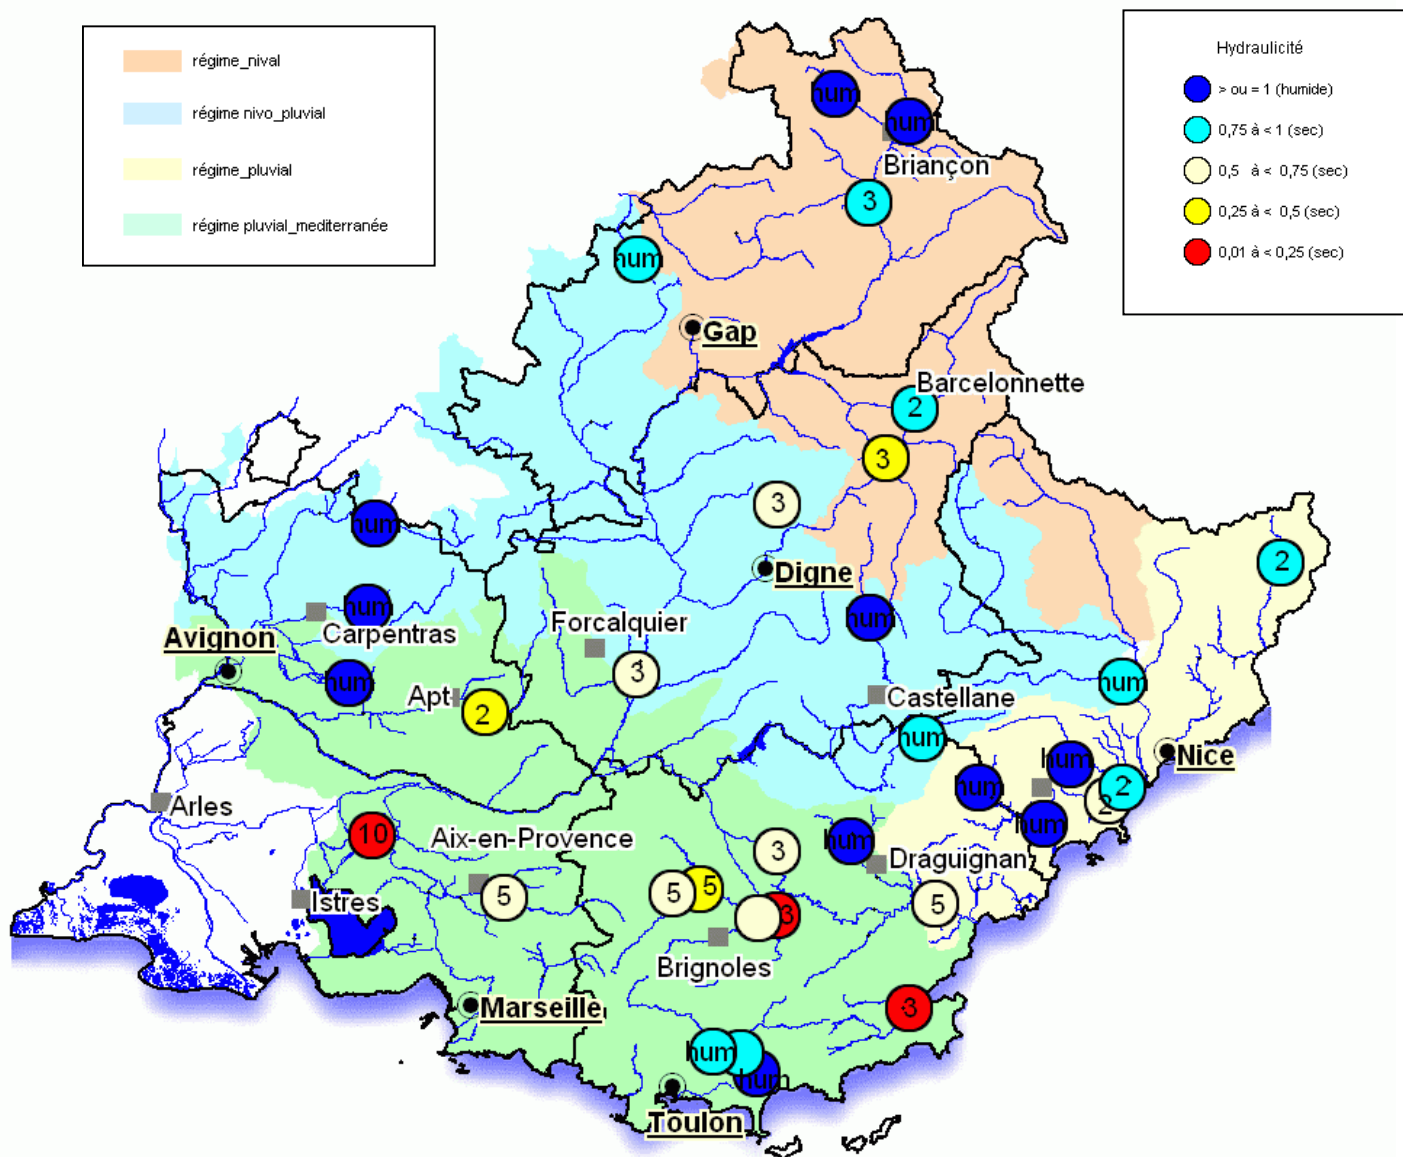 régime_nival
régime nivo_pluvial
régime_pluvial
régime pluvial_mediterranée
Hydraulicité
> ou = 1 (humide)
0,75 à < 1 (sec)
0,5 à < 0,75 (sec)
0,25 à < 0,5 (sec)
0,01 à < 0,25 (sec)
hum
hum
Briançon
3
hum
Gap
Barcelonnette
2
3
3
hum
2
Digne
hum
hum
Forcalquier
Carpentras
Avignon
3
hum
hum
Apt
2
Castellane
hum
Nice
hum
hum
2
2
Arles
hum
10
Aix-en-Provence
hum
3
Draguignan
5
5
5
Istres
5
3
Brignoles
Marseille
3
hum
hum
Toulon